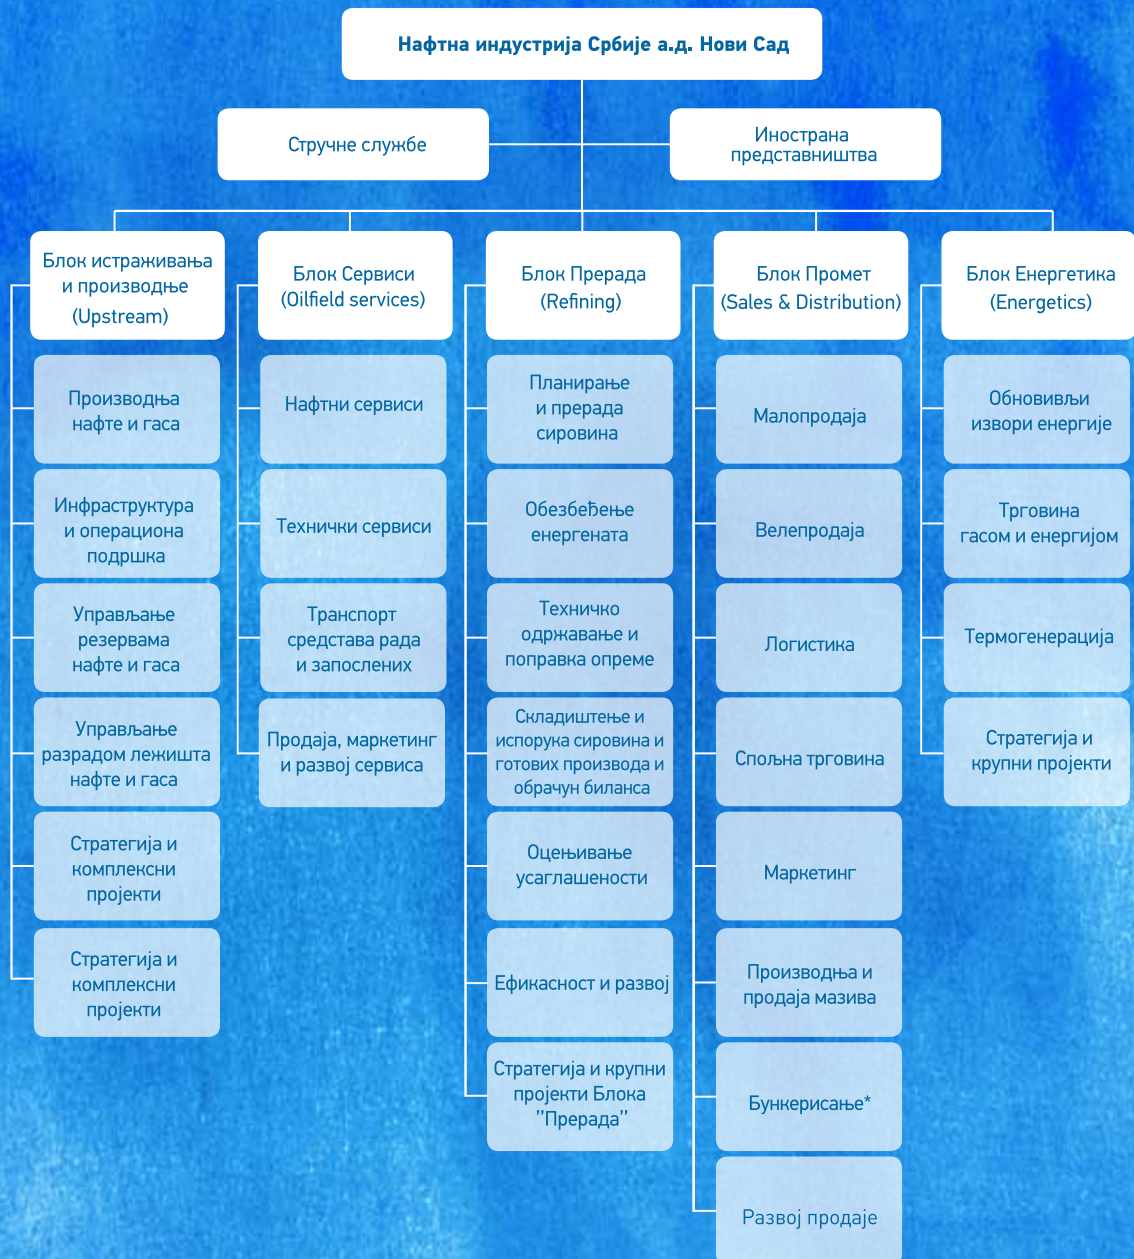 Нафтна индустрија Србије а.д. Нови Сад
Стручне службе
Инострана
представништва
Блок истраживања
и производње
(Upstream)
Производња
нафте и гаса
Инфраструктура
и операциона
подршка
Управљање
резервама
нафте и гаса
Управљање
разрадом лежишта
нафте и гаса
Стратегија и
комплексни
пројекти
Стратегија и
комплексни
пројекти
Блок Сервиси
(Oilfield services)
Нафтни сервиси
Технички сервиси
Транспорт
средстава рада
и запослених
Продаја, маркетинг
и развој сервиса
Блок Прерада
(Refining)
Планирање
и прерада
сировина
Обезбеђење
енергената
Техничко
одржавање и
поправка опреме
Складиштење и
испорука сировина и
готових производа и
обрачун биланса
Оцењивање
усаглашености
Ефикасност и развој
Стратегија и крупни
пројекти Блока
”Прерада”
Блок Промет
(Sales & Distribution)
Малопродаја
Велепродаја
Логистика
Спољна трговина
Маркетинг
Производња и
продаја мазива
Бункерисање*
Развој продаје
Блок Енергетика
(Energetics)
Обновивљи
извори енергије
Трговина
гасом и енергијом
Термогенерација
Стратегија и
крупни пројекти